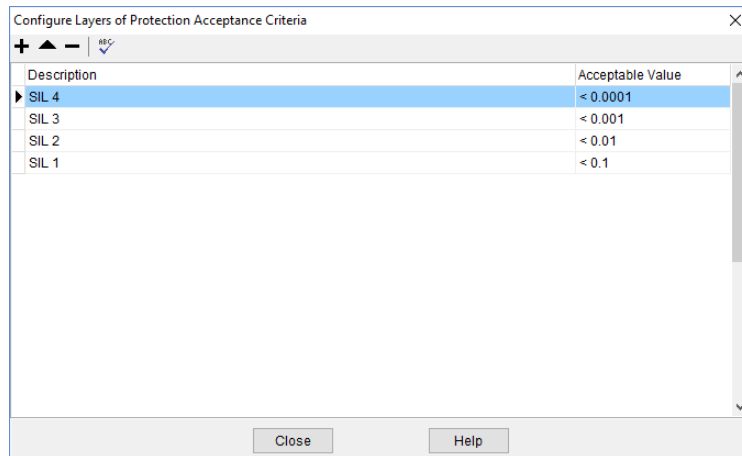 Configure Layers of Protection Acceptance Criteria
ABC
Description Acceptable Value
SIL 4 < 0.0001
SIL 3 < 0.001
SIL 2 < 0.01
SIL 1 < 0.1
Close Help